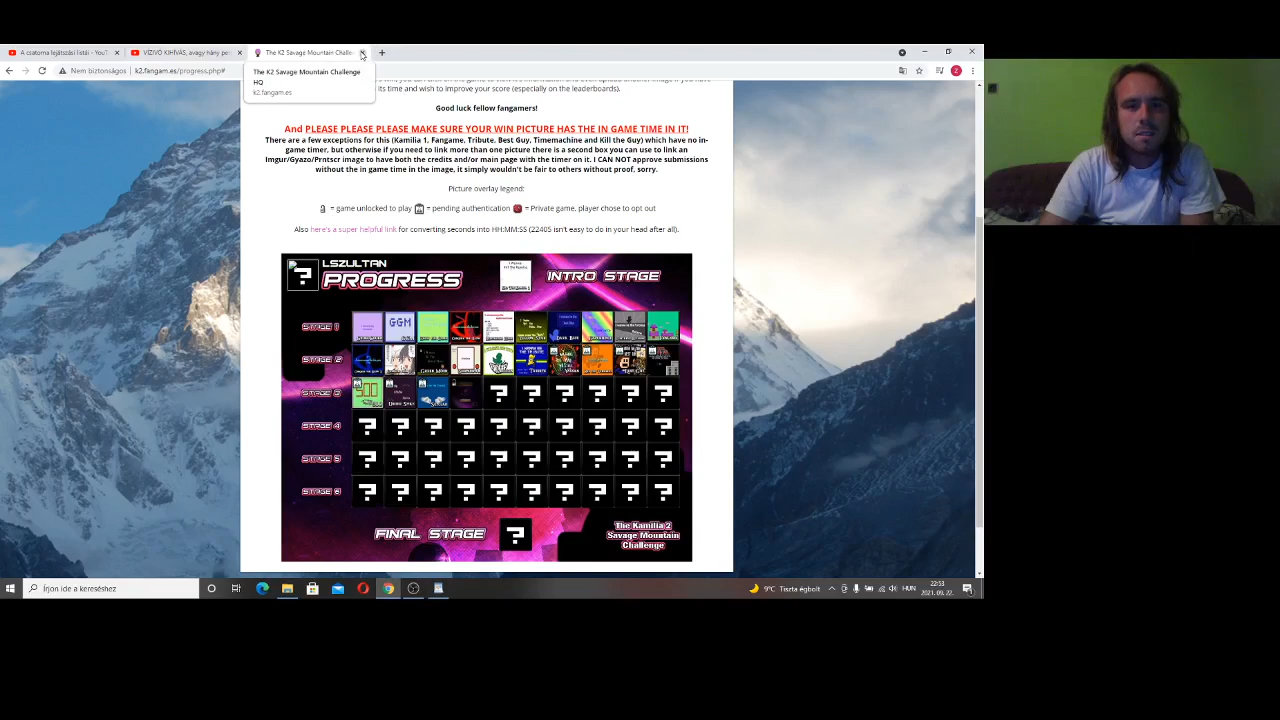 A csatorna lejátszási listái - YouT
VÍZIVÓ KIHÍVÁS, avagy hány pe
The K2 Savage Mountain Challe
Nem biztonságos
k2.fangam.es/progress.php#
The K2 Savage Mountain Challenge
HQ
k2.fangam.es
its time and wish to improve your score (especially on the leaderboards).
Good luck fellow fangamers!
And PLEASE PLEASE PLEASE MAKE SURE YOUR WIN PICTURE HAS THE IN GAME TIME IN IT!
There are a few exceptions for this (Kamilia 1, Fangame, Tribute, Best Guy, Timemachine and Kill the Guy) which have no in-
game timer, but otherwise if you need to link more than one picture there is a second box you can use to link an
Imgur/Gyazo/Prntscr image to have both the credits and/or main page with the timer on it. I CAN NOT approve submissions
without the in game time in the image, it simply wouldn't be fair to others without proof, sorry.
Picture overlay legend:
= game unlocked to play = pending authentication = Private game, player chose to opt out
Also here's a super helpful link for converting seconds into HH:MM:SS (22405 isn't easy to do in your head after all).
LSZULTAN
PROGRESS
INTRO STAGE
STAGE 1
GGM
STAGE 2
STAGE 3
STAGE 4
STAGE 5
STAGE 6
FINAL STAGE
The Kamilia 2
Savage Mountain
Challenge
Írjon ide a kereséshez
9°C Tiszta égbolt
HUN
22:53
2021. 09. 22.